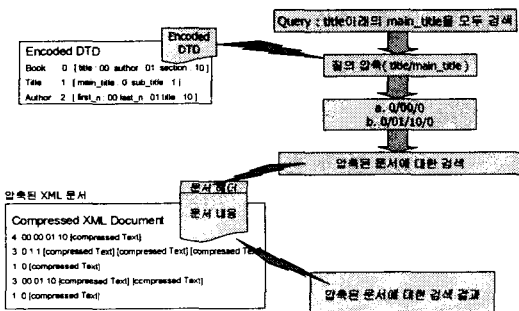 Query : title아래의 main_title을 모두 검색
Encoded
DTD
Encoded DTD
Book 0 [ title : 00 author : 01 section : 10 ]
Title 1 [ main_title : 0 sub_title : 1 ]
Author 2 [ first_n : 00 last_n : 01 title : 10 ]
질의 압축( title/main_title )
a. 0/00/0
b. 0/01/10/0
압축된 문서에 대한 검색
압축된 XML 문서
문서 헤더
문서 내용
Compressed XML Document
4 00 00 01 10 [compressed Text]
3 0 1 1 [compressed Text] [compressed Text] [compressed Text]
1 0 [compressed Text]
3 00 01 10 [compressed Text] [compressed Text]
1 0 [compressed Text]
압축된 문서에 대한 검색 결과